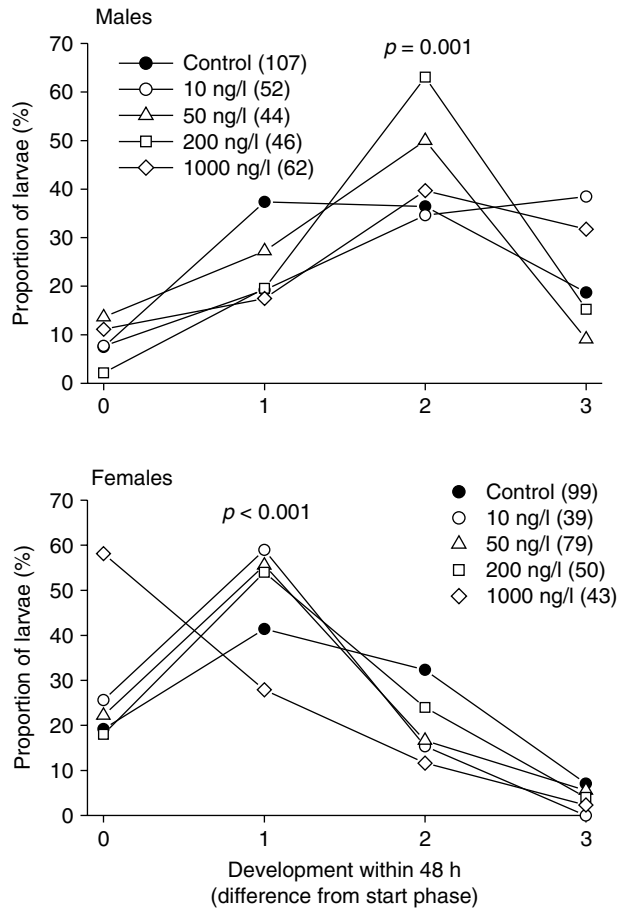 Males
70
60
50
40
30
20
10
0
Proportion of larvae (%)
Control (107)
10 ng/l (52)
50 ng/l (44)
200 ng/l (46)
1000 ng/l (62)
p = 0.001
0 1 2 3
Females
70
60
50
40
30
20
10
0
Proportion of larvae (%)
p < 0.001
Control (99)
10 ng/l (39)
50 ng/l (79)
200 ng/l (50)
1000 ng/l (43)
0 1 2 3
Development within 48 h
(difference from start phase)